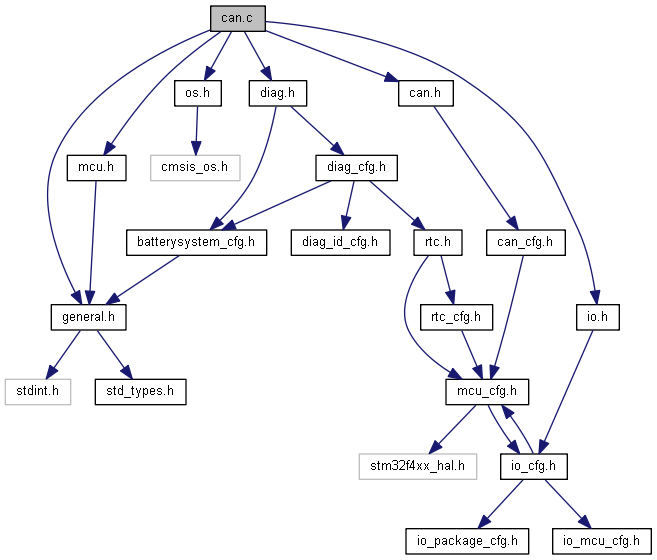 can.c
os.h
diag.h
can.h
mcu.h
cmsis_os.h
diag_cfg.h
batterysystem_cfg.h
diag_id_cfg.h
rtc.h
can_cfg.h
general.h
rtc_cfg.h
io.h
stdint.h
std_types.h
mcu_cfg.h
stm32f4xx_hal.h
io_cfg.h
io_package_cfg.h
io_mcu_cfg.h